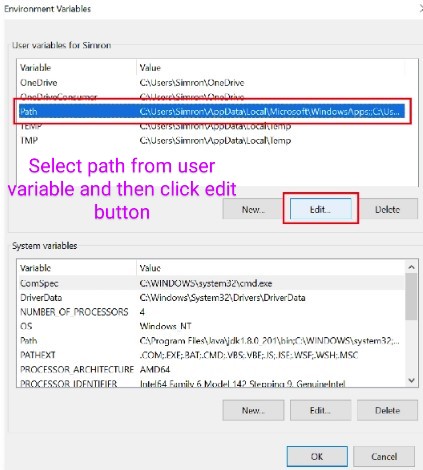 Environment Variables
User variables for Simron
Variable Value
OneDrive C:\Users\Simron\OneDrive
OneDriveConsumer C:\Users\Simron\OneDrive
Path C:\Users\Simron\AppData\Local\Microsoft\WindowsApps;;C:\Us...
TEMP C:\Users\Simron\AppData\Local\Temp
TMP C:\Users\Simron\AppData\Local\Temp
Select path from user
variable and then click edit
button
New... Edit... Delete
System variables
Variable Value
ComSpec C:\WINDOWS\system32\cmd.exe
DriverData C:\Windows\System32\Drivers\DriverData
NUMBER_OF_PROCESSORS 4
OS Windows_NT
Path C:\Program Files\Java\jdk1.8.0_201\bin;C:\WINDOWS\system32;...
PATHEXT .COM;.EXE;.BAT;.CMD;.VBS;.VBE;.JS;.JSE;.WSF;.WSH;.MSC
PROCESSOR_ARCHITECTURE AMD64
PROCESSOR_IDENTIFIER Intel64 Family 6 Model 142 Stepping 9, GenuineIntel
New... Edit... Delete
OK Cancel